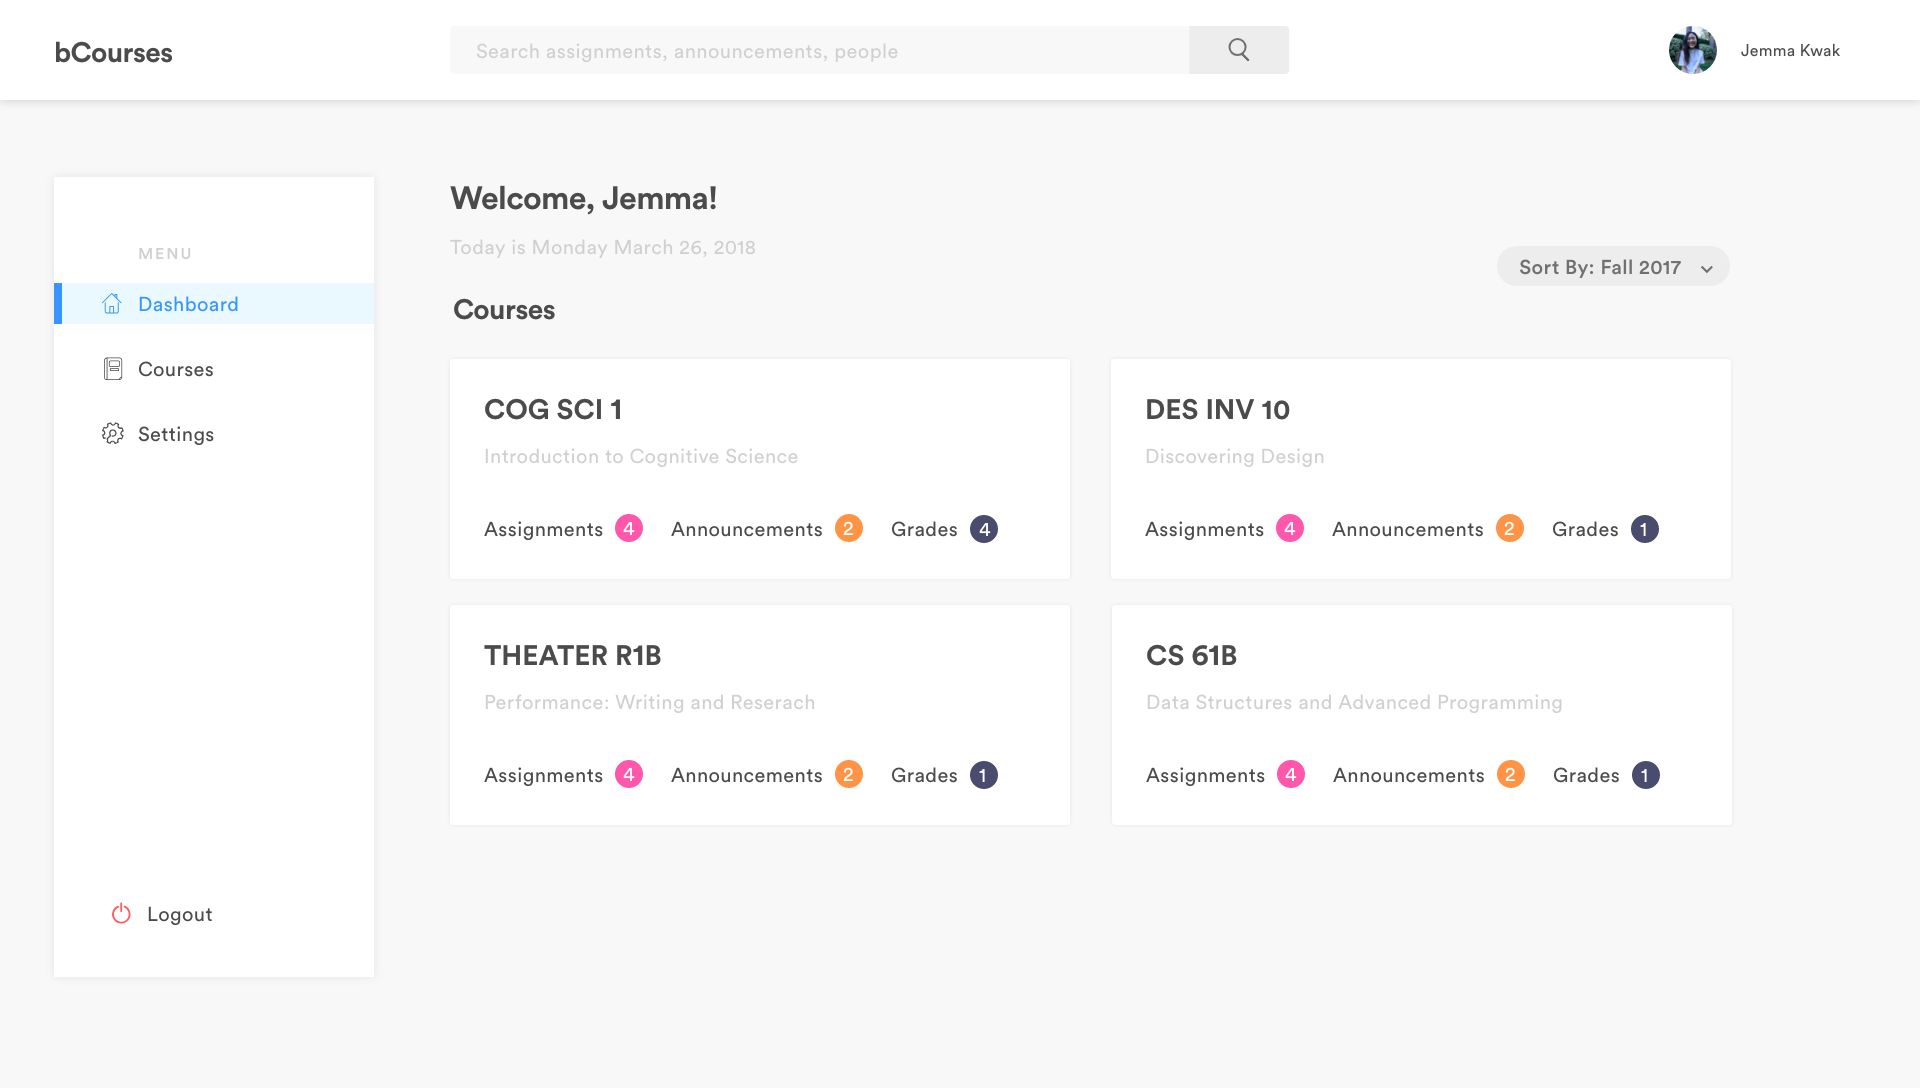 bCourses
Search assignments, announcements, people
Jemma Kwak
MENU
Dashboard
Courses
Settings
Logout
Welcome, Jemma!
Today is Monday March 26, 2018
Sort By: Fall 2017
Courses
COG SCI 1
Introduction to Cognitive Science
Assignments 4 Announcements 2 Grades 4
DES INV 10
Discovering Design
Assignments 4 Announcements 2 Grades 1
THEATER R1B
Performance: Writing and Reserach
Assignments 4 Announcements 2 Grades 1
CS 61B
Data Structures and Advanced Programming
Assignments 4 Announcements 2 Grades 1